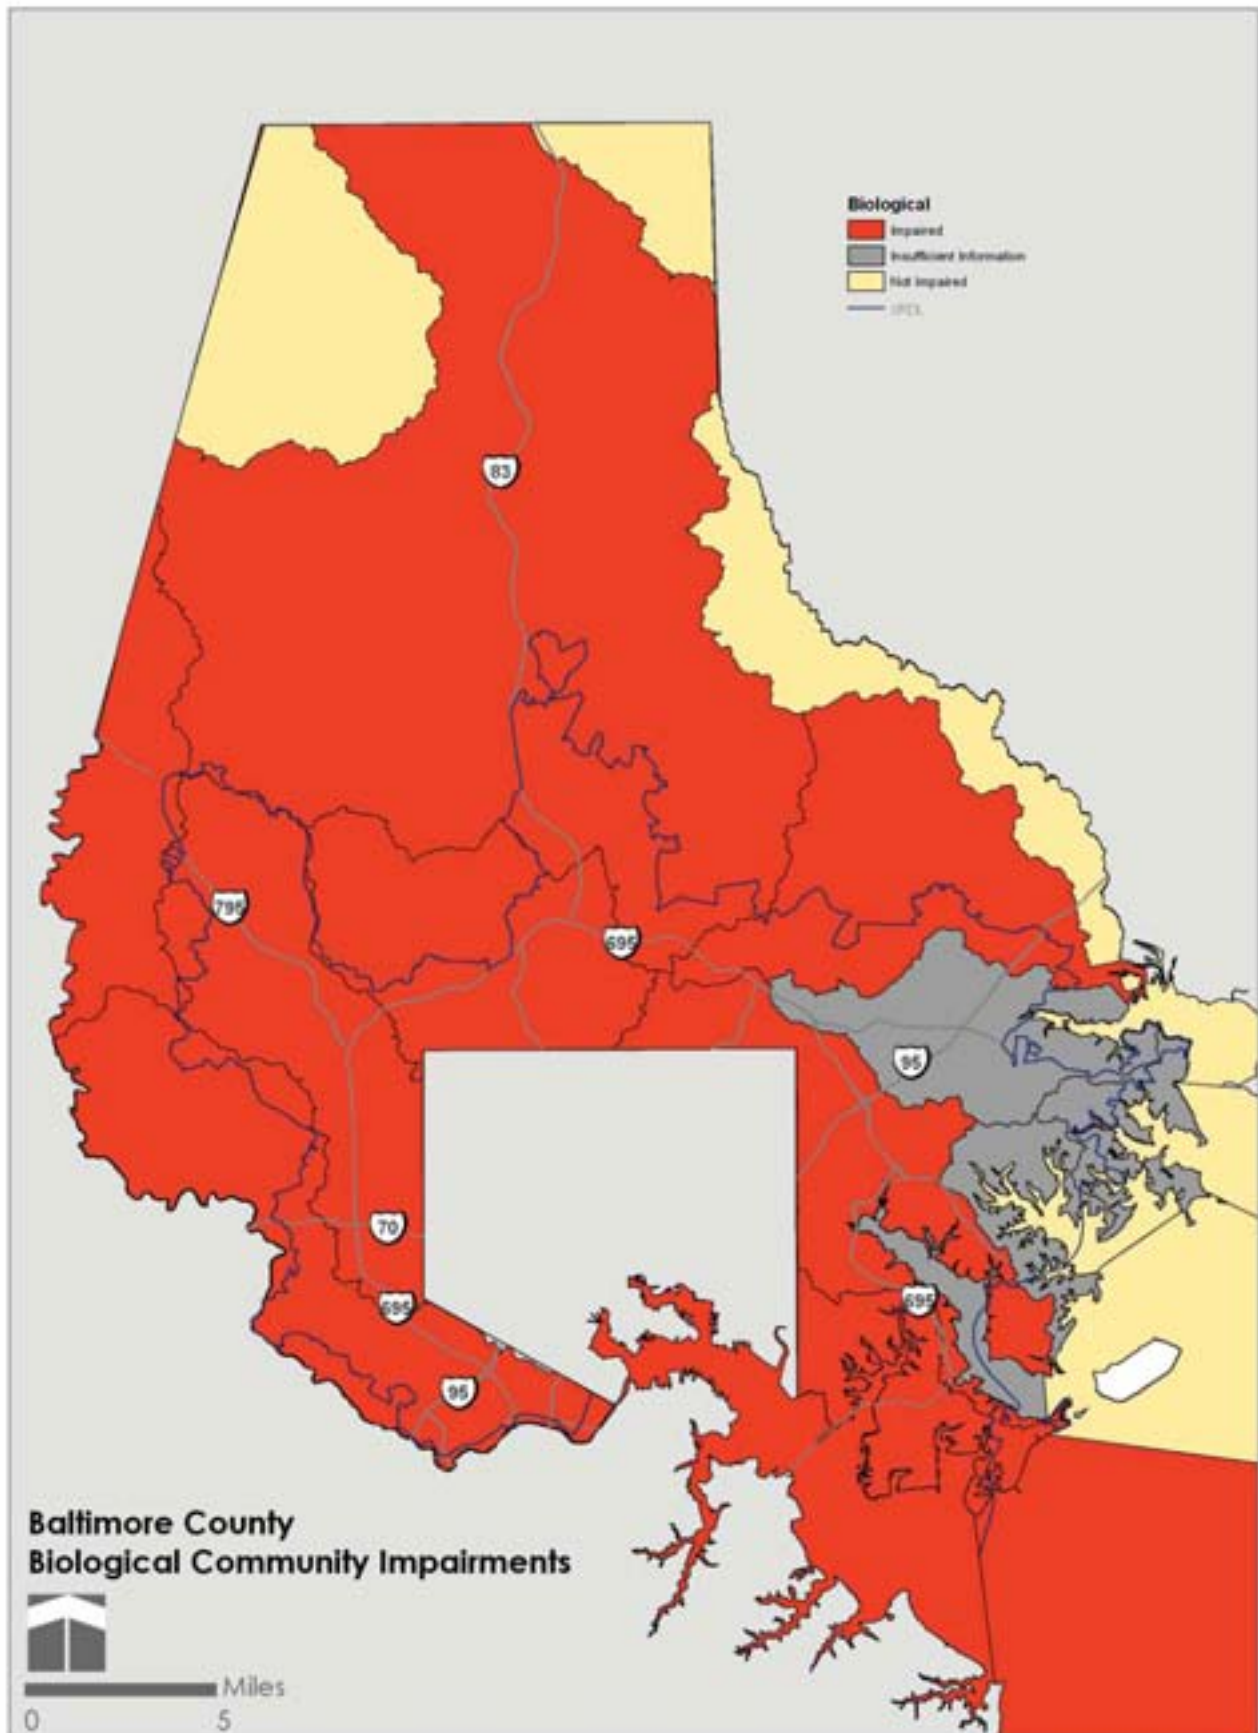 Biological
Impaired
Insufficient Information
Not Impaired
83
795
695
95
70
695
695
95
Baltimore County
Biological Community Impairments
Miles
0 5